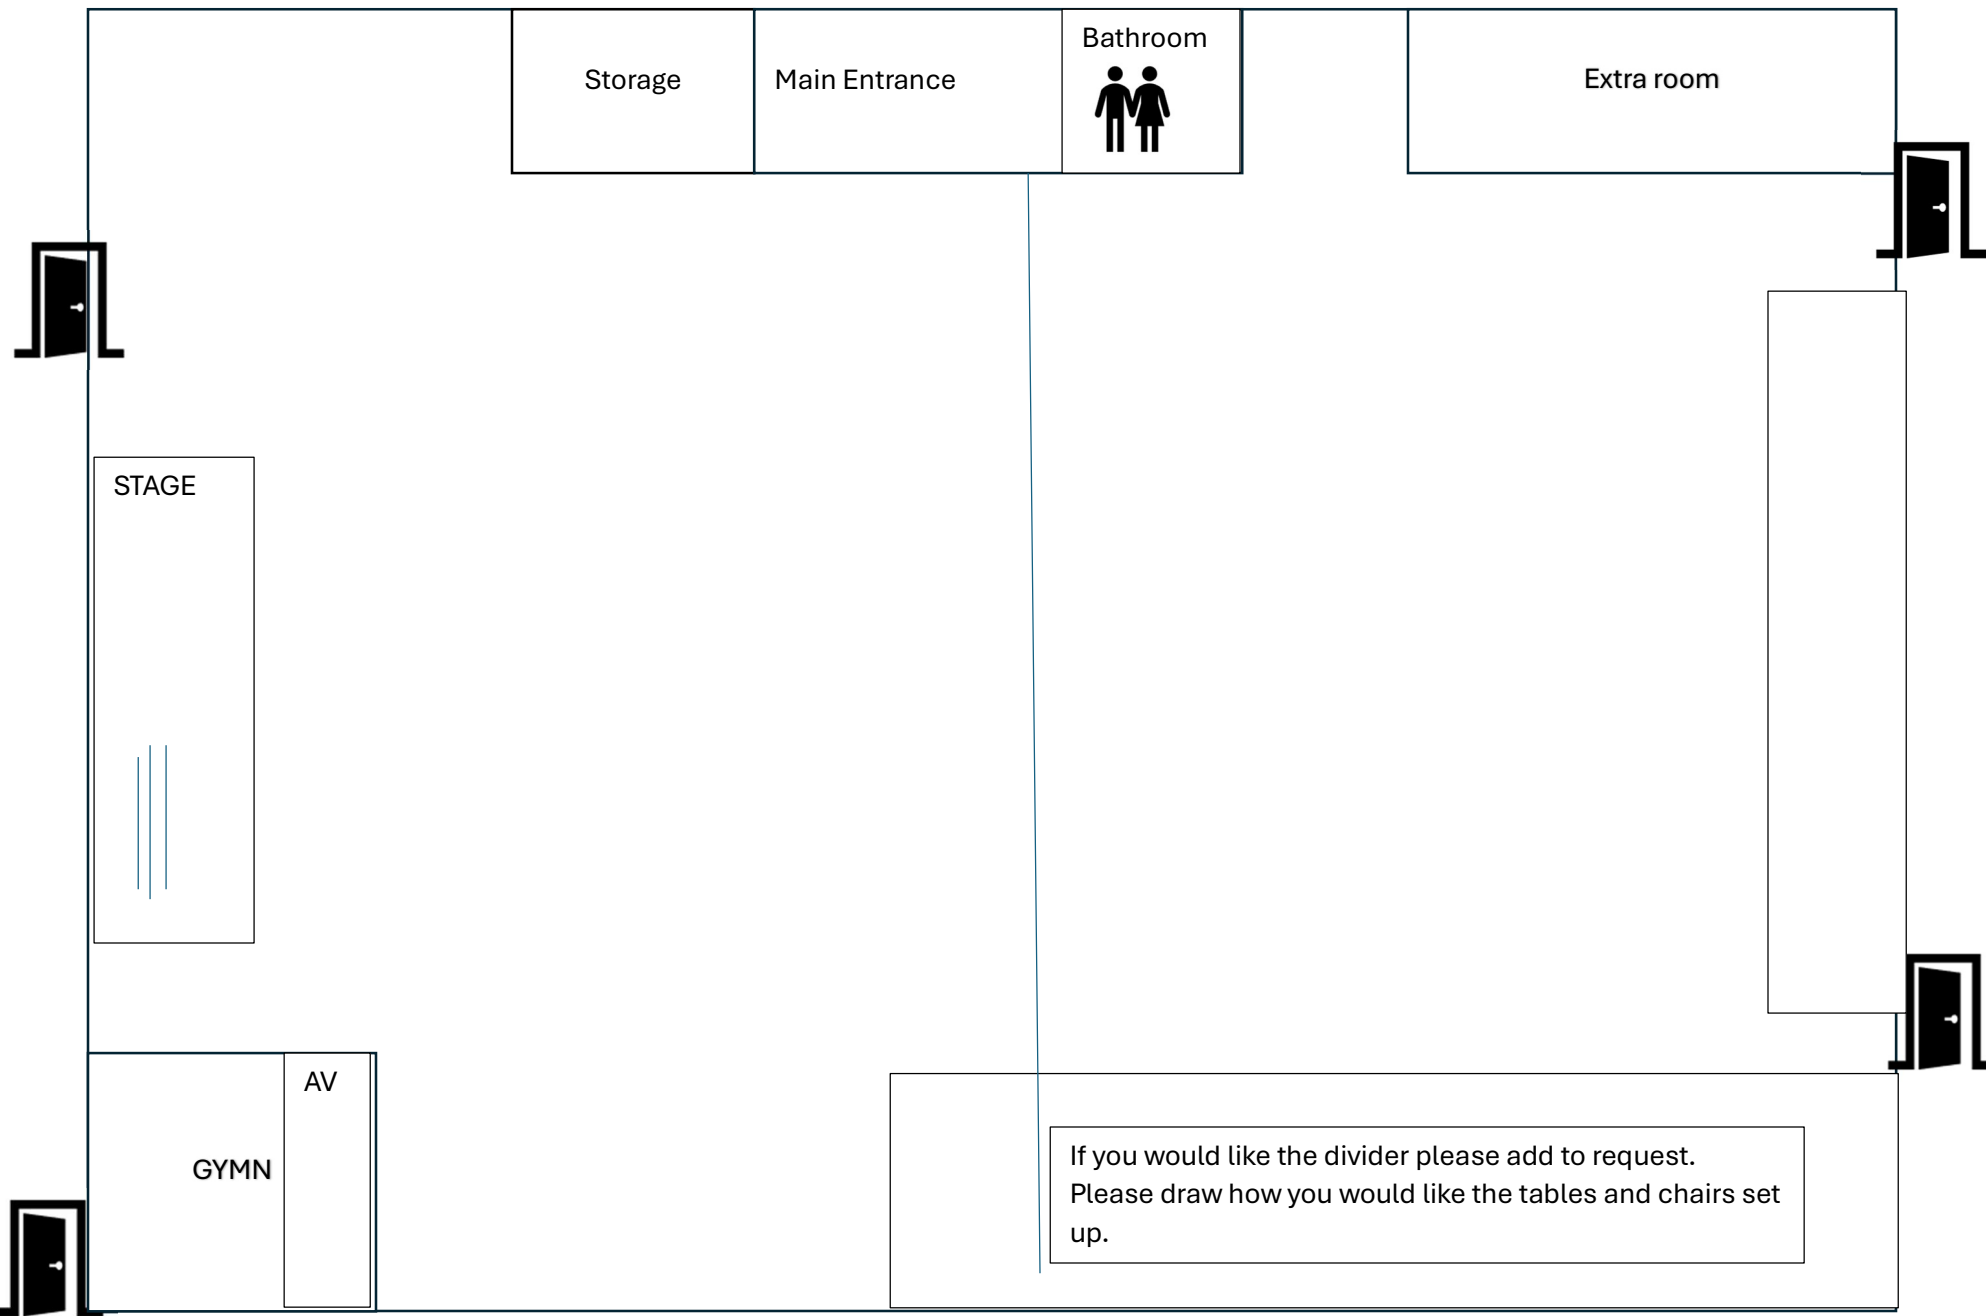 Storage
Main Entrance
Bathroom
Extra room
STAGE
AV
GYMN
If you would like the divider please add to request.
Please draw how you would like the tables and chairs set
up.